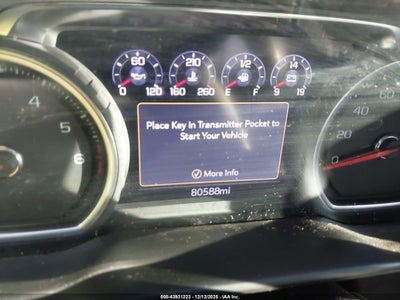 60 210 1/2 14
0 120 160 260 E F 9 19
Place Key in Transmitter Pocket to
Start Your Vehicle
More Info
80588mi
4
5
6
40
20
0
000-43931223 - 12/12/2025 - IAA Inc.